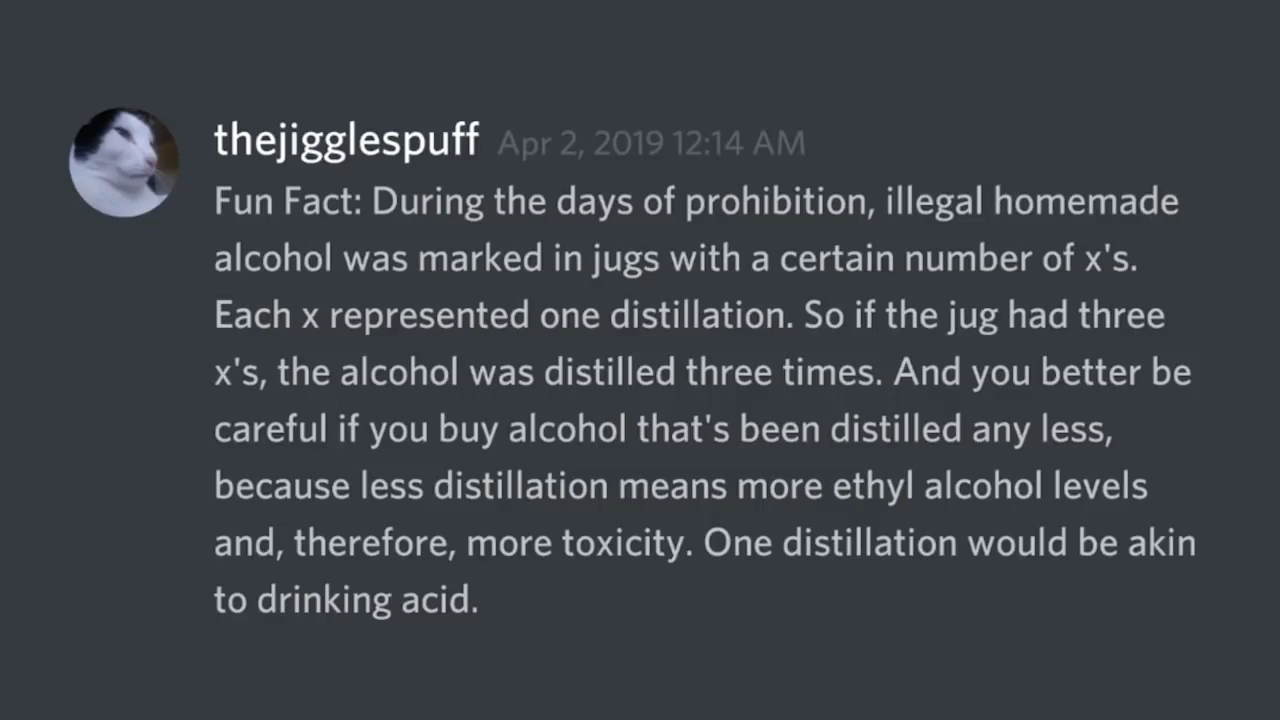 thejigglespuff Apr 2, 2019 12:14 AM
Fun Fact: During the days of prohibition, illegal homemade
alcohol was marked in jugs with a certain number of x's.
Each x represented one distillation. So if the jug had three
x's, the alcohol was distilled three times. And you better be
careful if you buy alcohol that's been distilled any less,
because less distillation means more ethyl alcohol levels
and, therefore, more toxicity. One distillation would be akin
to drinking acid.